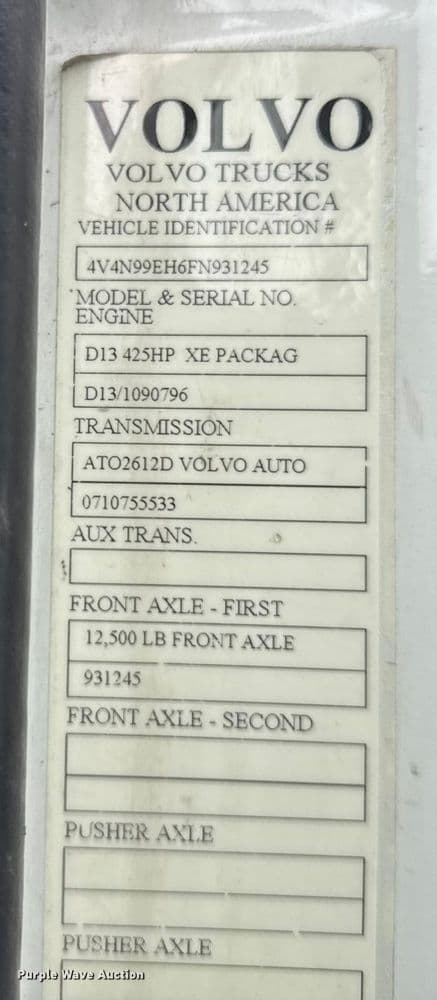 VOLVO
VOLVO TRUCKS
NORTH AMERICA
VEHICLE IDENTIFICATION #
4V4N99EH6FN931245
MODEL & SERIAL NO.
ENGINE
D13 425HP XE PACKAG
D13/1090796
TRANSMISSION
ATO2612D VOLVO AUTO
0710755533
AUX TRANS.
FRONT AXLE - FIRST
12,500 LB FRONT AXLE
931245
FRONT AXLE - SECOND
PUSHER AXLE
PUSHER AXLE
Purple Wave Auction